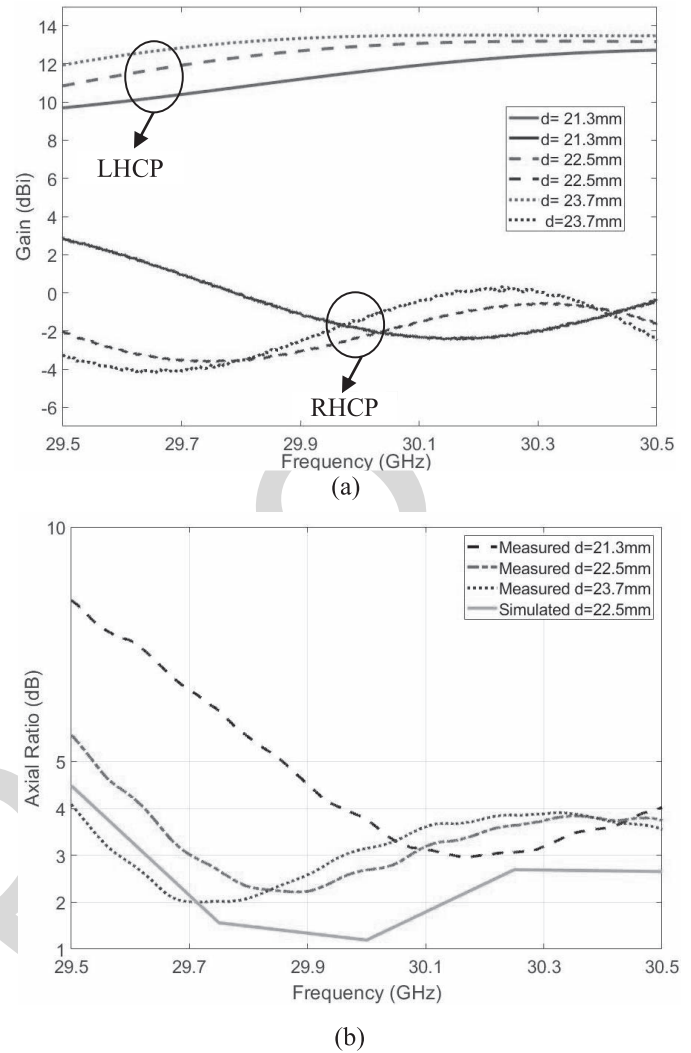 14
12
10
8
6
4
2
0
-2
-4
-6
Gain (dBi)
LHCP
RHCP
d= 21.3mm
d= 21.3mm
d= 22.5mm
d= 22.5mm
d= 23.7mm
d=23.7mm
29.5 29.7 29.9 30.1 30.3 30.5
Frequency (GHz)
(a)
10
5
4
3
2
1
Axial Ratio (dB)
Measured d=21.3mm
Measured d=22.5mm
Measured d=23.7mm
Simulated d=22.5mm
29.5 29.7 29.9 30.1 30.3 30.5
Frequency (GHz)
(b)